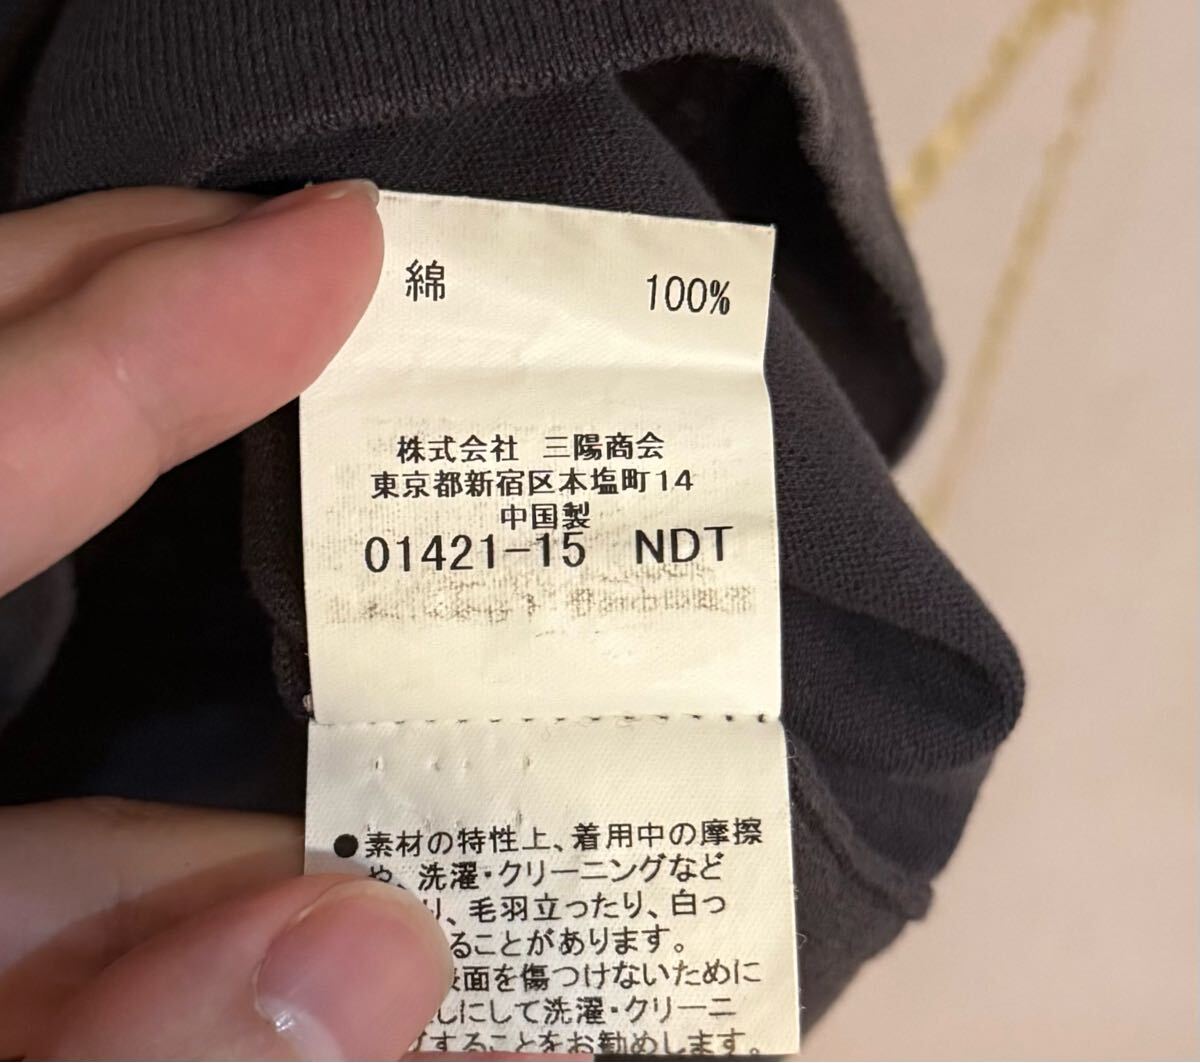 綿 100%
株式会社 三陽商会
東京都新宿区本塩町14
中国製
01421-15 NDT
●素材の特性上、着用中の摩擦
や、洗濯・クリーニングなど
り、毛羽立ったり、白っ
ることがあります。
面を傷つけないために
しにして洗濯・クリーニ
することをお勧めします。